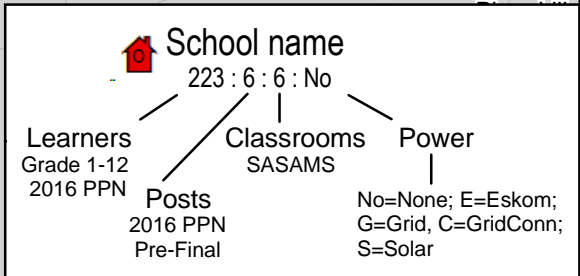 School name
223 : 6 : 6 : No
Learners
Grade 1-12
2016 PPN
Posts
2016 PPN
Pre-Final
Classrooms
SASAMS
Power
No=None; E=Eskom;
G=Grid, C=GridConn;
S=Solar